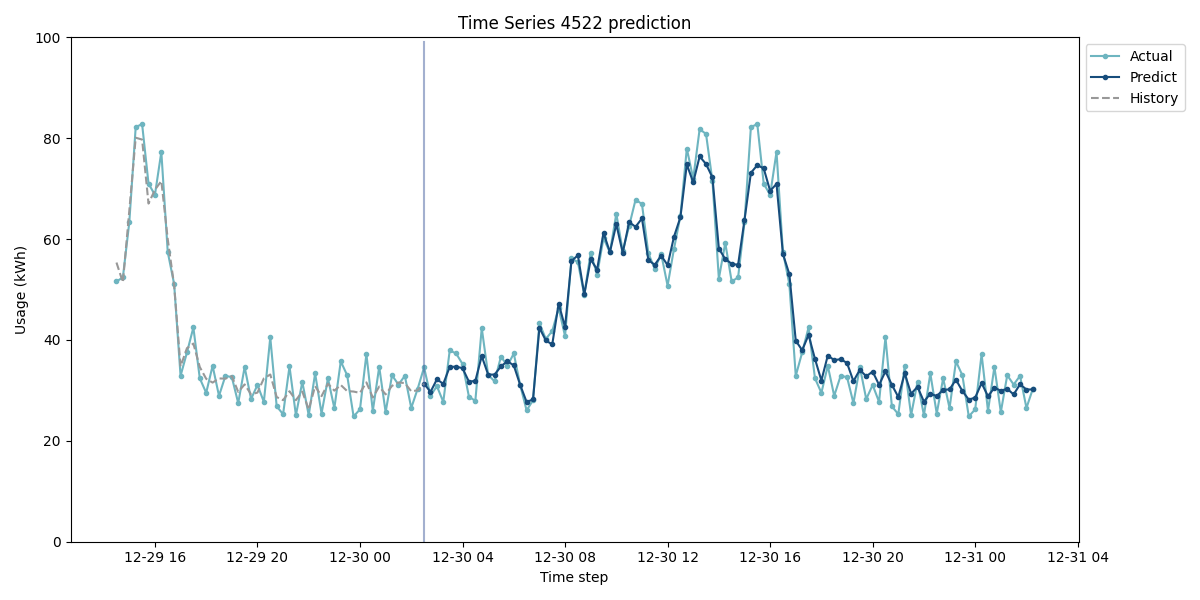 Time Series 4522 prediction
100
80
60
40
20
0
Usage (kWh)
12-29 16
12-29 20
12-30 00
12-30 04
12-30 08
12-30 12
12-30 16
12-30 20
12-31 00
12-31 04
Time step
Actual
Predict
History